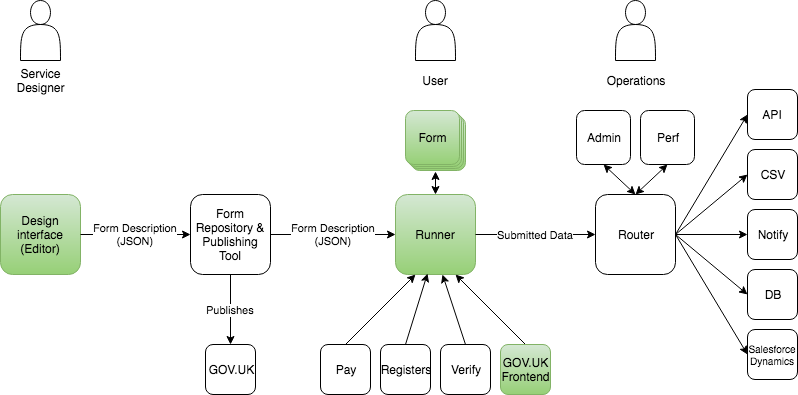 Service
Designer
User
Operations
Form
Admin
Perf
API
CSV
Design
interface
(Editor)
Form Description
(JSON)
Form
Repository &
Publishing
Tool
Form Description
(JSON)
Runner
Submitted Data
Router
Notify
DB
Salesforce
Dynamics
Publishes
GOV.UK
Pay
Registers
Verify
GOV.UK
Frontend